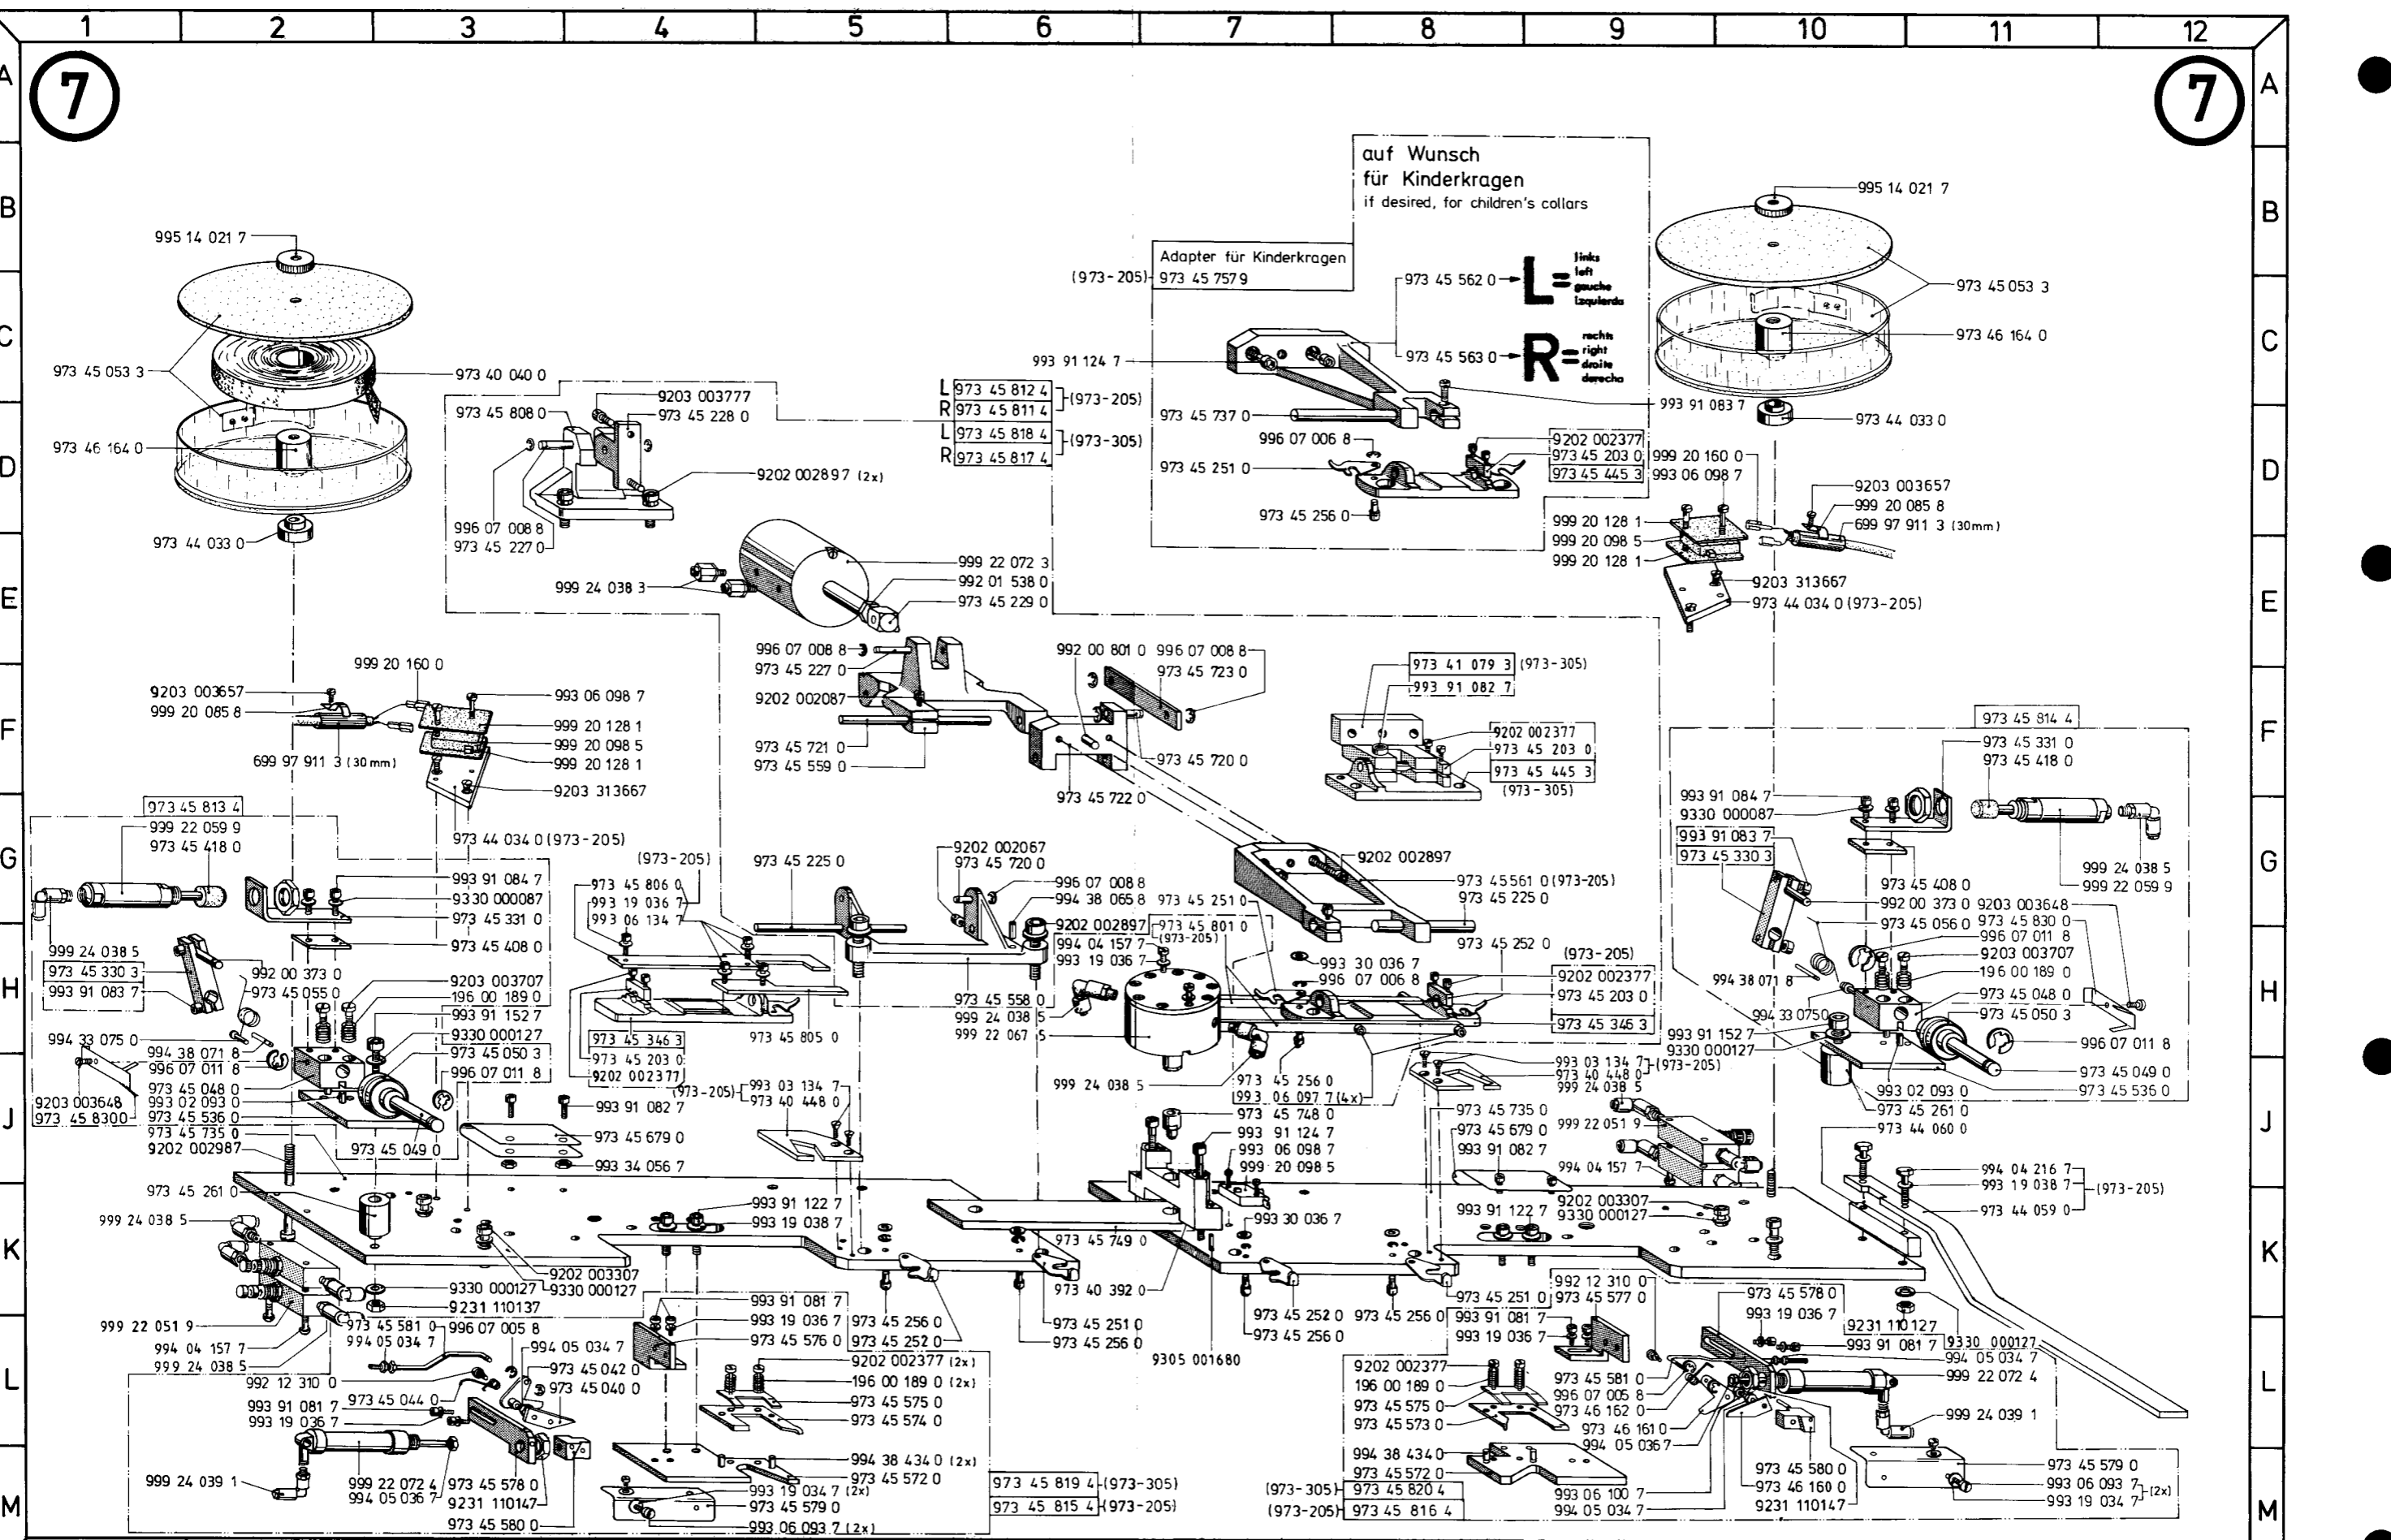 1 2 3 4 5 6 7 8 9 10 11 12
A A
7 7
B B
C C
D D
E E
F F
G G
H H
J J
K K
L L
M M
995 14 021 7
973 45 053 3
973 40 040 0
973 46 164 0
973 44 033 0
9203 003777
973 45 808 0
973 45 228 0
9202 002897 (2x)
996 07 008 8
973 45 227 0
L 973 45 812 4
R 973 45 811 4
(973-205)
L 973 45 818 4
R 973 45 817 4
(973-305)
999 24 038 3
999 22 072 3
992 01 538 0
973 45 229 0
auf Wunsch
für Kinderkragen
if desired, for children's collars
Adapter für Kinderkragen
(973-205) 973 45 757 9
973 45 562 0
L = links
left
gauche
izquierda
973 45 563 0
R = rechts
right
droite
derecha
993 91 124 7
993 91 083 7
973 45 737 0
996 07 006 8
973 45 251 0
973 45 256 0
9202 002377
973 45 203 0
973 45 445 3
995 14 021 7
973 45 053 3
973 46 164 0
973 44 033 0
999 20 160 0
993 06 098 7
9203 003657
999 20 085 8
699 97 911 3 (30mm)
999 20 128 1
999 20 098 5
999 20 128 1
9203 313667
973 44 034 0 (973-205)
999 20 160 0
9203 003657
999 20 085 8
699 97 911 3 (30mm)
993 06 098 7
999 20 128 1
999 20 098 5
999 20 128 1
9203 313667
973 44 034 0 (973-205)
996 07 008 8
973 45 227 0
9202 002087
973 45 721 0
973 45 559 0
992 00 801 0
996 07 008 8
973 45 723 0
973 45 720 0
973 45 722 0
973 41 079 3 (973-305)
993 91 082 7
9202 002377
973 45 203 0
973 45 445 3
(973-305)
973 45 814 4
973 45 331 0
973 45 418 0
993 91 084 7
9330 000087
993 91 083 7
973 45 330 3
999 24 038 5
999 22 059 9
973 45 408 0
992 00 373 0
9203 003648
973 45 056 0
973 45 830 0
996 07 011 8
9203 003707
196 00 189 0
994 38 071 8
973 45 048 0
973 45 050 3
994 33 075 0
993 91 152 7
9330 000127
996 07 011 8
973 45 049 0
973 45 536 0
993 02 093 0
973 45 261 0
973 44 060 0
973 45 813 4
999 22 059 9
973 45 418 0
993 91 084 7
9330 000087
973 45 331 0
973 45 408 0
999 24 038 5
973 45 330 3
993 91 083 7
992 00 373 0
973 45 055 0
9203 003707
196 00 189 0
993 91 152 7
9330 000127
973 45 050 3
996 07 011 8
994 33 075 0
994 38 071 8
996 07 011 8
973 45 048 0
993 02 093 0
973 45 536 0
973 45 735 0
9202 002987
9203 003648
973 45 830 0
973 45 049 0
(973-205)
973 45 806 0
993 19 036 7
993 06 134 7
973 45 225 0
9202 002067
973 45 720 0
996 07 008 8
994 38 065 8
9202 002897
994 04 157 7
993 19 036 7
973 45 558 0
999 24 038 5
999 22 067 5
973 45 805 0
973 45 346 3
973 45 203 0
9202 002377
(973-205) 993 03 134 7
973 40 448 0
993 91 082 7
973 45 679 0
993 34 056 7
9202 002897
973 45 561 0 (973-205)
973 45 225 0
973 45 251 0
973 45 801 0
(973-205)
973 45 252 0
993 30 036 7
996 07 006 8
(973-205)
9202 002377
973 45 203 0
973 45 346 3
999 24 038 5
973 45 256 0
993 06 097 7 (4x)
993 03 134 7
973 40 448 0
(973-205)
999 24 038 5
973 45 748 0
993 91 124 7
993 06 098 7
999 20 098 5
973 45 735 0
973 45 679 0
993 91 082 7
999 22 051 9
994 04 157 7
994 04 216 7
993 19 038 7
(973-205)
973 44 059 0
973 45 261 0
999 24 038 5
993 91 122 7
993 19 038 7
9202 003307
9330 000127
9330 000127
9231 110137
973 45 749 0
973 40 392 0
993 30 036 7
993 91 122 7
9202 003307
9330 000127
999 22 051 9
994 04 157 7
999 24 038 5
973 45 581 0
994 05 034 7
996 07 005 8
994 05 034 7
973 45 042 0
973 45 040 0
992 12 310 0
973 45 044 0
993 91 081 7
993 19 036 7
999 24 039 1
999 22 072 4
994 05 036 7
973 45 578 0
9231 110147
973 45 580 0
993 91 081 7
993 19 036 7
973 45 576 0
973 45 256 0
973 45 252 0
973 45 251 0
973 45 256 0
9202 002377 (2x)
196 00 189 0 (2x)
973 45 575 0
973 45 574 0
994 38 434 0 (2x)
973 45 572 0
993 19 034 7 (2x)
973 45 579 0
993 06 093 7 (2x)
973 45 819 4 (973-305)
973 45 815 4 (973-205)
973 45 252 0
973 45 256 0
973 45 256 0
973 45 251 0
9305 001680
992 12 310 0
973 45 577 0
993 91 081 7
993 19 036 7
973 45 578 0
993 19 036 7
9231 110127
993 91 081 7
9330 000127
994 05 034 7
999 22 072 4
999 24 039 1
9202 002377
196 00 189 0
973 45 575 0
973 45 573 0
973 45 581 0
996 07 005 8
973 46 162 0
973 46 161 0
994 05 036 7
994 38 434 0
973 45 572 0
(973-305) 973 45 820 4
(973-205) 973 45 816 4
993 06 100 7
994 05 034 7
973 45 580 0
973 46 160 0
9231 110147
973 45 579 0
993 06 093 7
993 19 034 7
(2x)